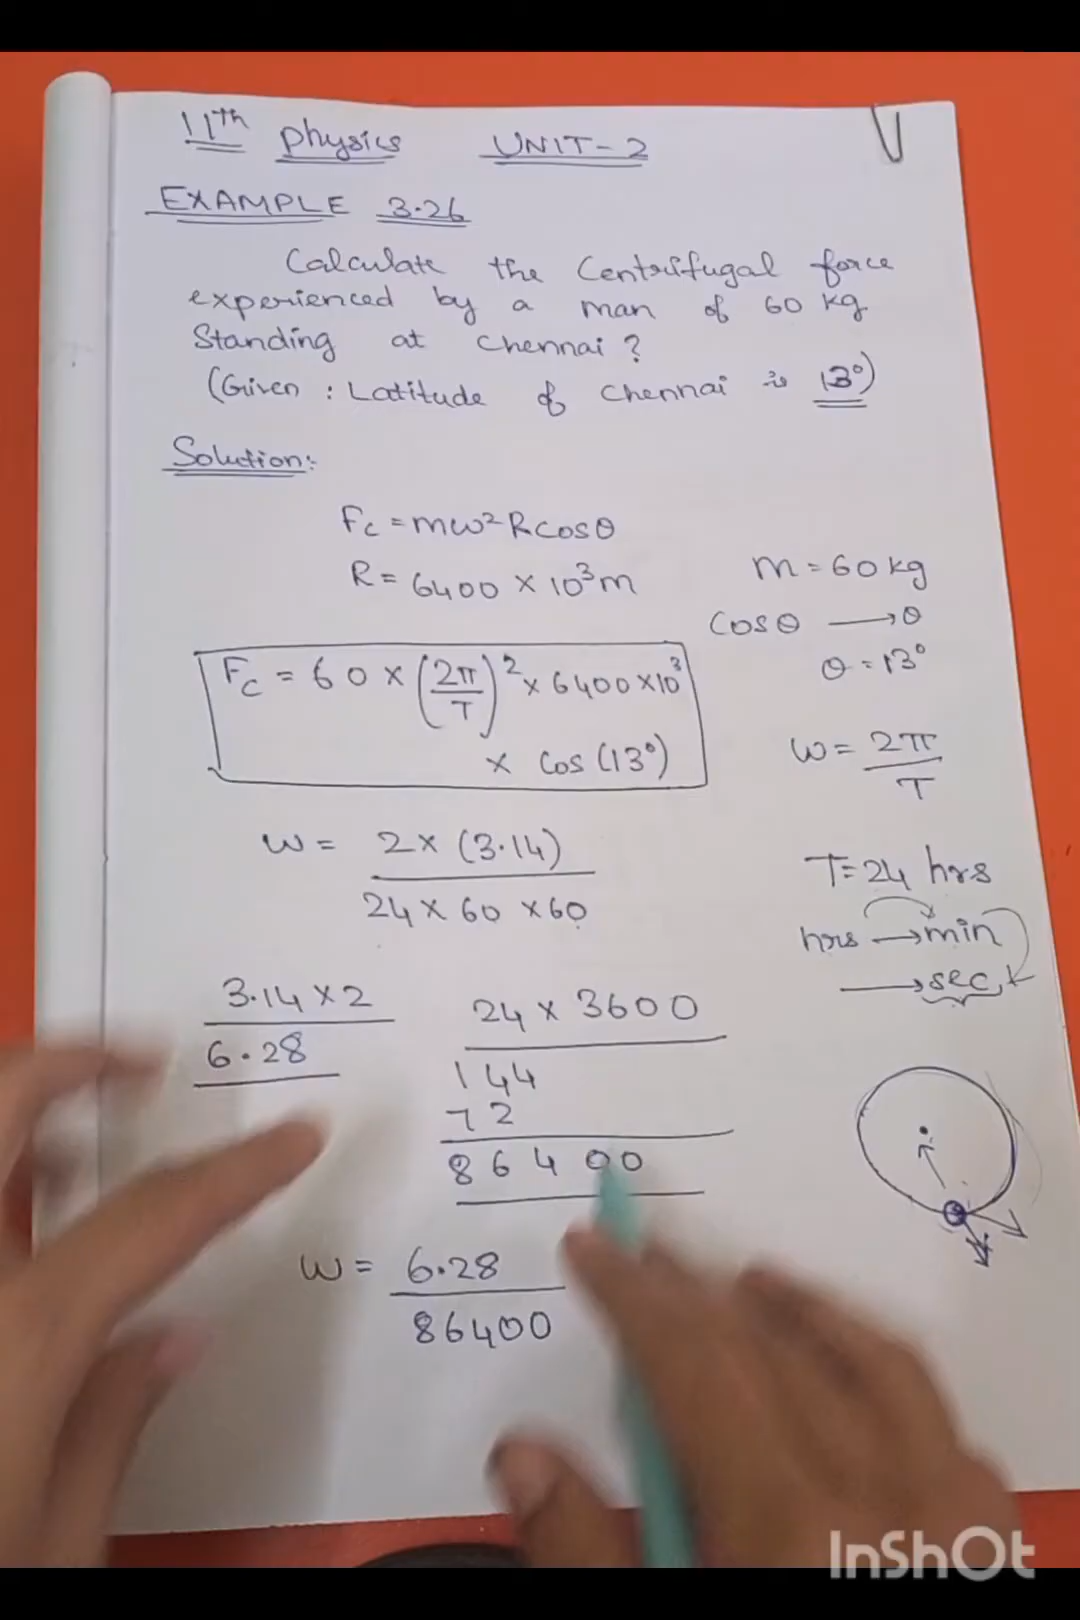 11th Physics UNIT-2
EXAMPLE 3.26
Calculate the Centrifugal force
experienced by a man of 60 kg
Standing at Chennai?
(Given : Latitude of Chennai is 13°)
Solution:
Fc = mω² R cos θ
R = 6400 × 10³ m
m = 60 kg
cos θ → θ
θ = 13°
Fc = 60 × (2π/T)² × 6400 × 10³
× Cos (13°)
ω = 2π
T
ω = 2 × (3.14)
24 × 60 × 60
T = 24 hrs
hrs → min
→ sec
3.14 × 2
6.28
24 × 3600
144
72
86400
ω = 6.28
86400
InShOt